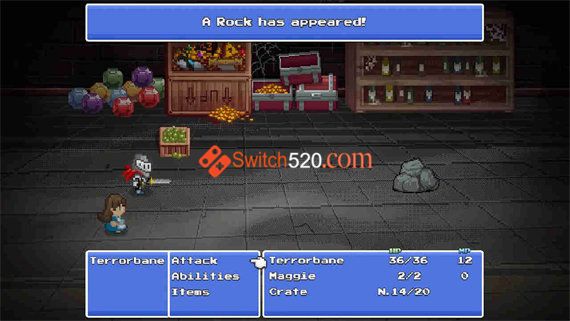 A Rock has appeared!
Switch520.com
Terrorbane
Attack
Abilities
Items
HP MP
Terrorbane 36/36 12
Maggie 2/2 0
Crate N.14/20